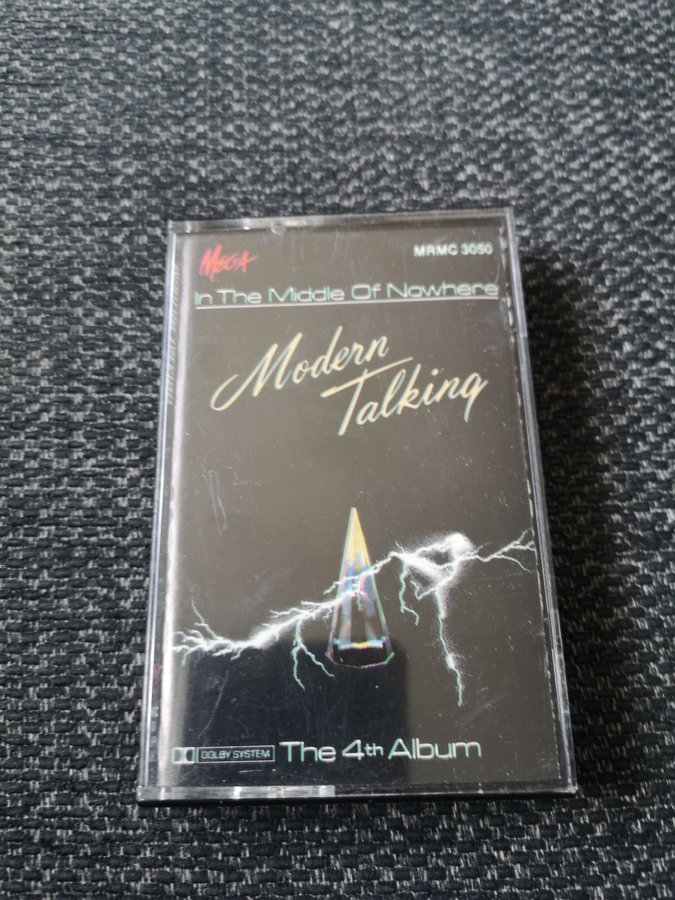 MEGA
MRMC 3050
In The Middle Of Nowhere
Modern
Talking
DOLBY SYSTEM
The 4th Album